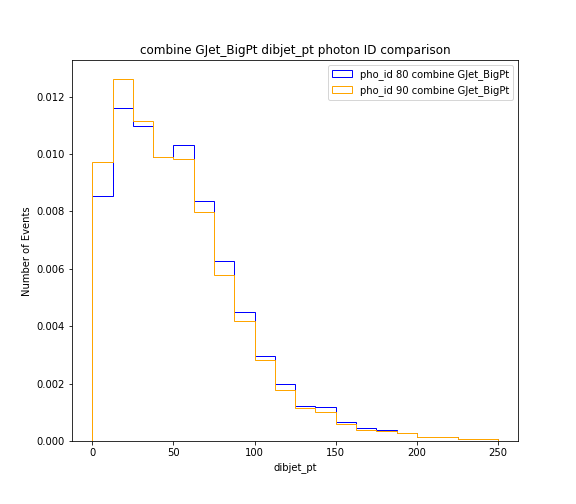 combine GJet_BigPt dibjet_pt photon ID comparison
pho_id 80 combine GJet_BigPt
pho_id 90 combine GJet_BigPt
Number of Events
0.012
0.010
0.008
0.006
0.004
0.002
0.000
0 50 100 150 200 250
dibjet_pt